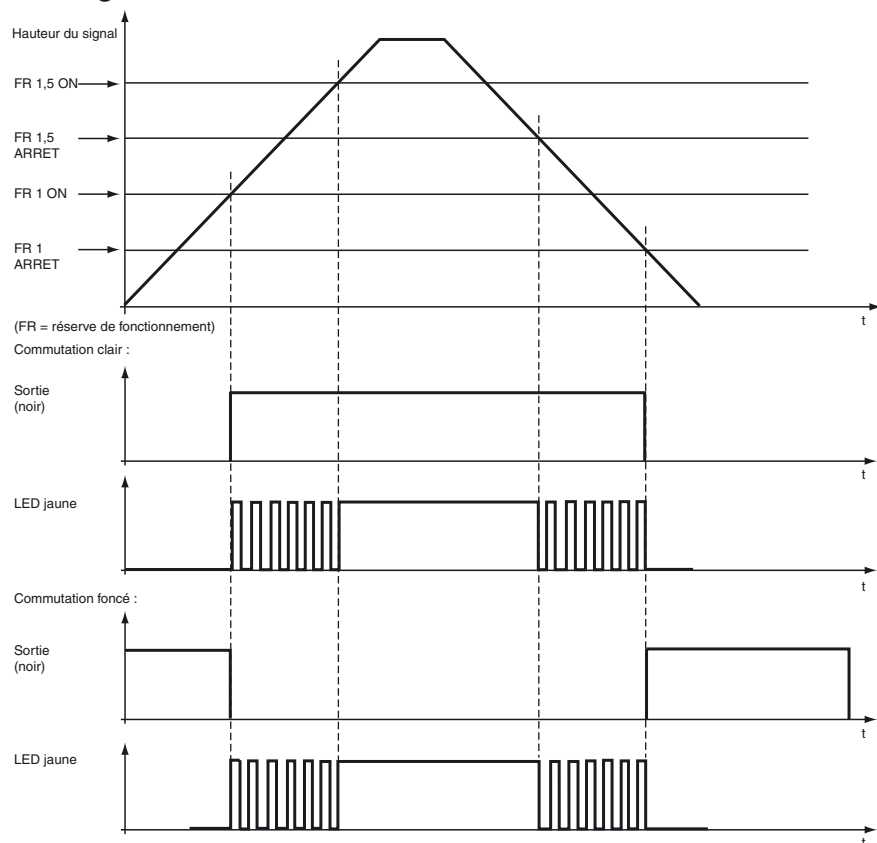 Hauteur du signal
FR 1,5 ON
FR 1,5
ARRET
FR 1 ON
FR 1
ARRET
t
(FR = réserve de fonctionnement)
Commutation clair :
Sortie
(noir)
t
LED jaune
t
Commutation foncé :
Sortie
(noir)
t
LED jaune
t